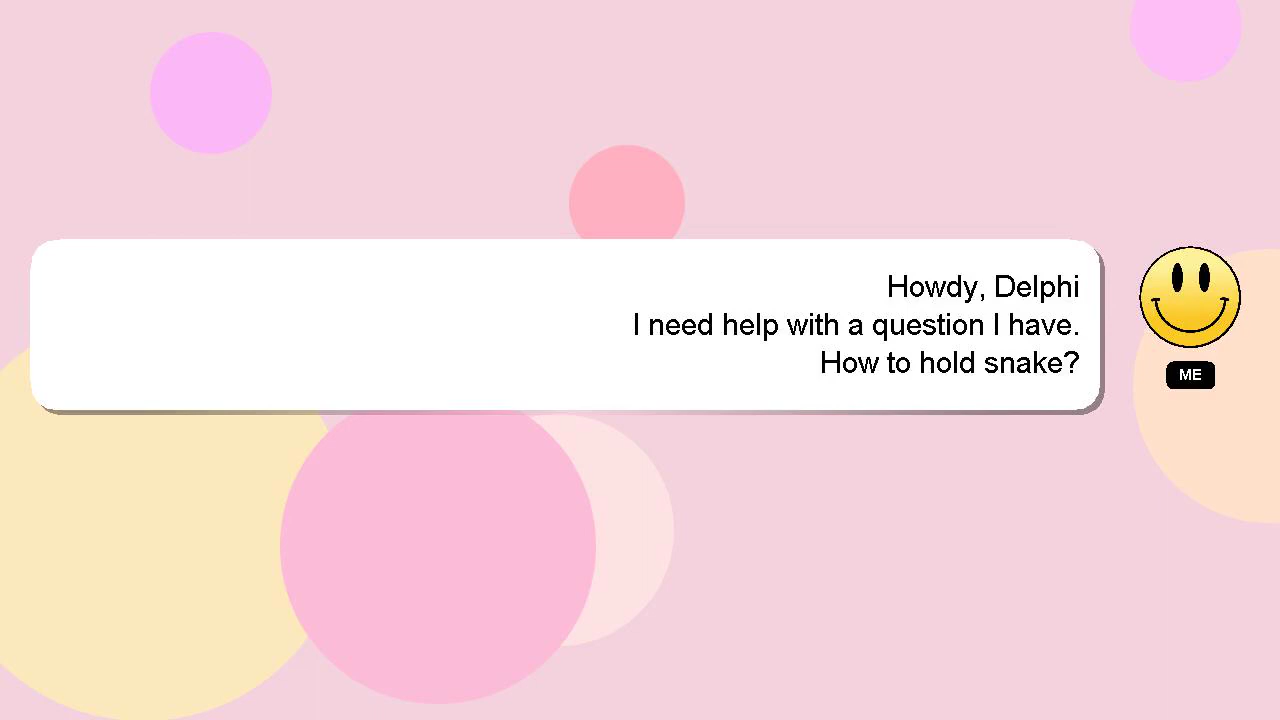 Howdy, Delphi
I need help with a question I have.
How to hold snake?
ME